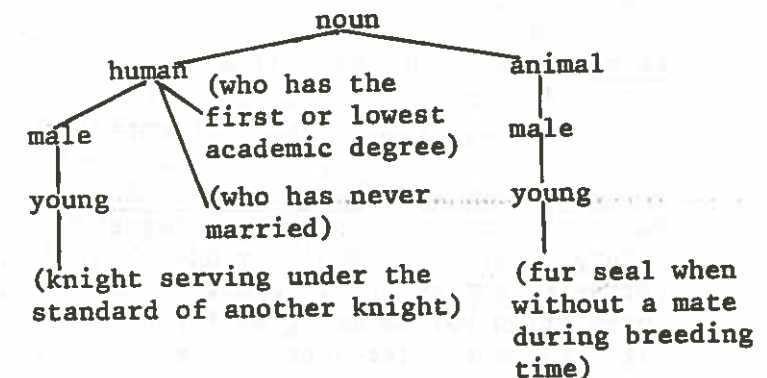 noun
human
animal
(who has the
first or lowest
academic degree)
male
male
(who has never
married)
young
young
(knight serving under the
standard of another knight)
(fur seal when
without a mate
during breeding
time)